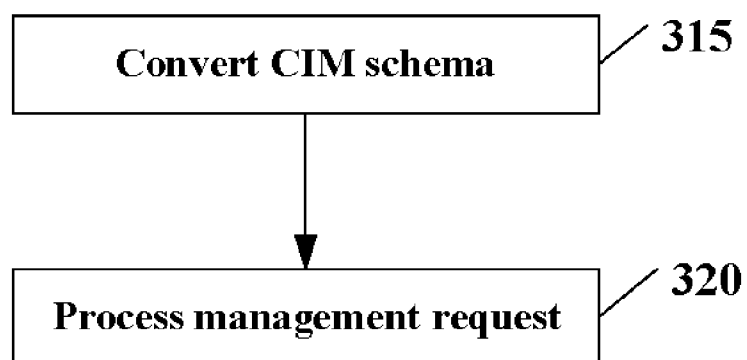 Convert CIM schema
315
Process management request
320